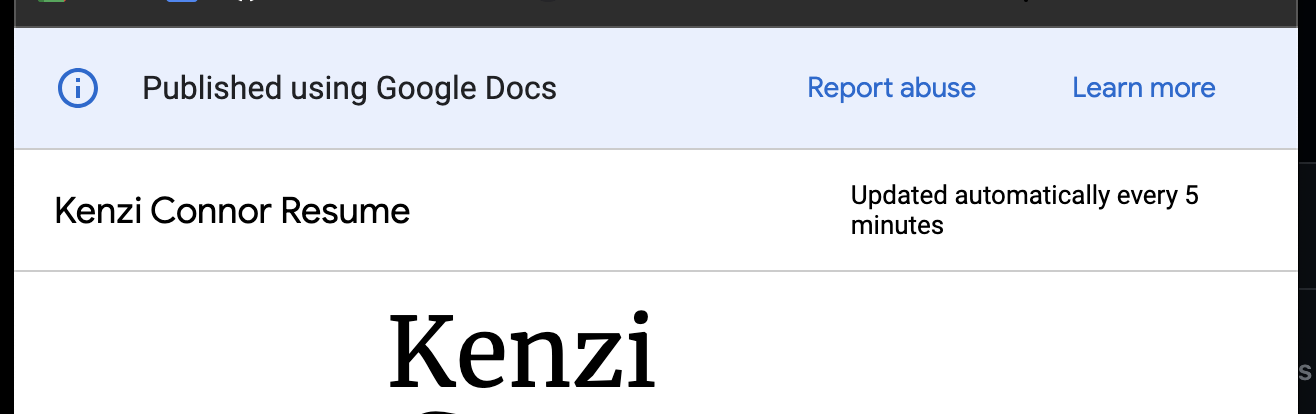 Published using Google Docs
Report abuse
Learn more
Kenzi Connor Resume
Updated automatically every 5
minutes
Kenzi
s